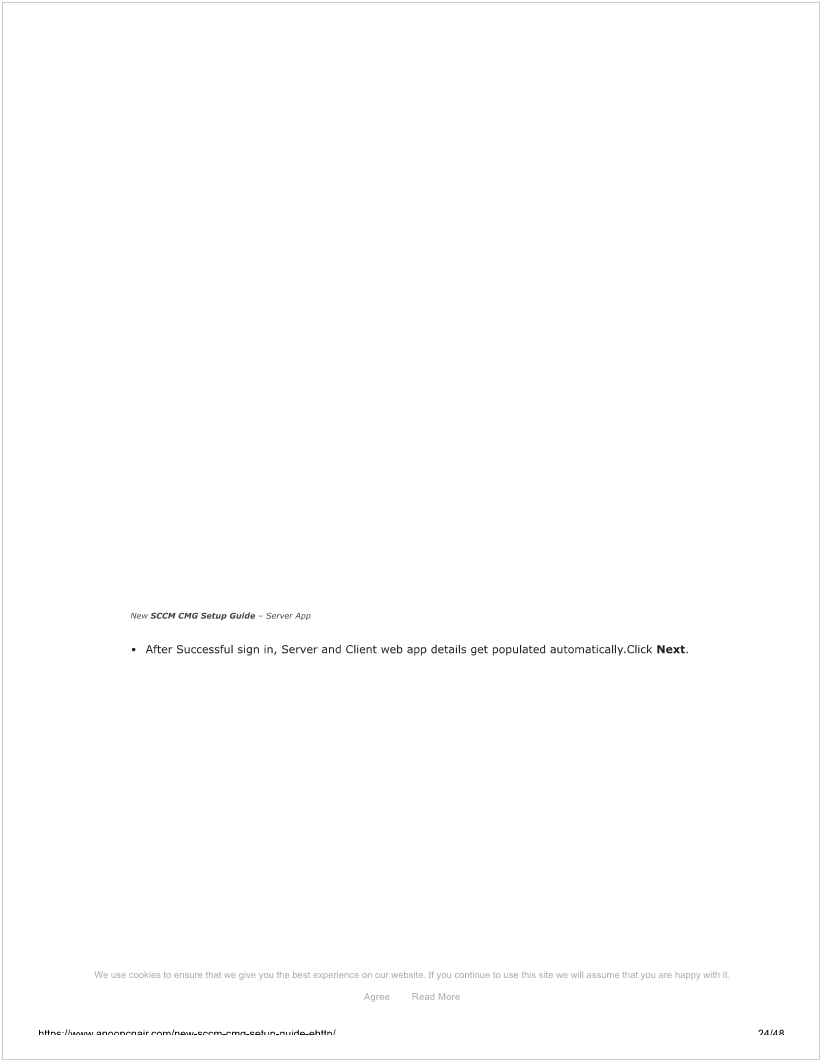 New SCCM CMG Setup Guide – Server App
• After Successful sign in, Server and Client web app details get populated automatically.Click Next.
We use cookies to ensure that we give you the best experience on our website. If you continue to use this site we will assume that you are happy with it.
Agree Read More
https://www.anoopcnair.com/new-sccm-cmg-setup-guide-ehttp/ 24/48